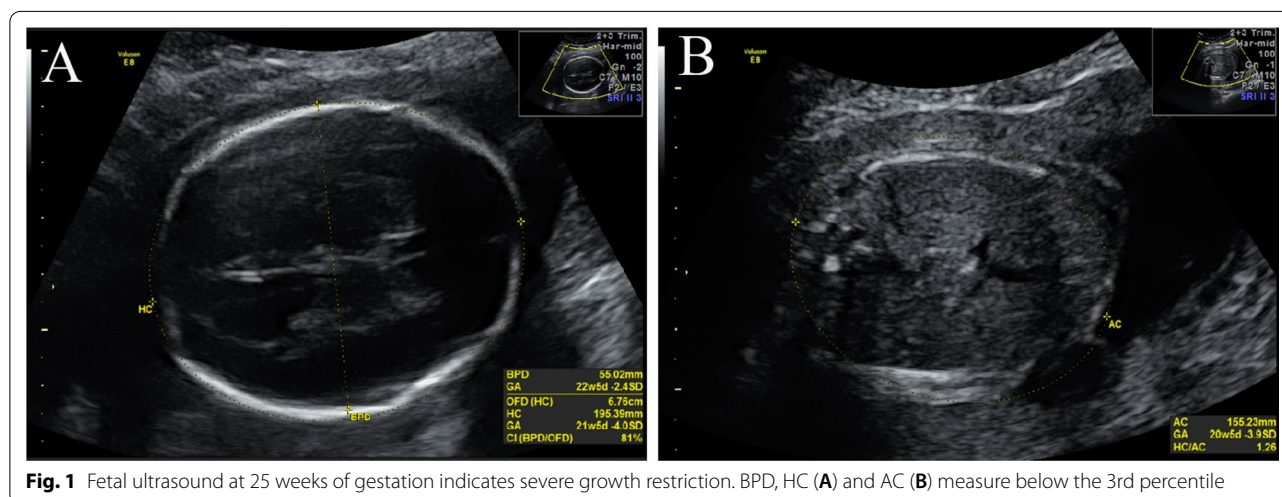 A
Voluson
E8
2+3 Trim.
Har-mid
100
Gn -2
C7 / M10
P2 / E3
SRI II 3
HC
BPD
BPD 55.02mm
GA 22w5d -2.4SD
OFD (HC) 6.76cm
HC 195.39mm
GA 21w5d -4.0SD
CI (BPD/OFD) 81%
B
Voluson
E8
2+3 Trim.
Har-mid
100
Gn -1
C7 / M10
P2 / E3
SRI II 3
AC
AC 155.23mm
GA 20w5d -3.9SD
HC/AC 1.26
Fig. 1 Fetal ultrasound at 25 weeks of gestation indicates severe growth restriction. BPD, HC (A) and AC (B) measure below the 3rd percentile